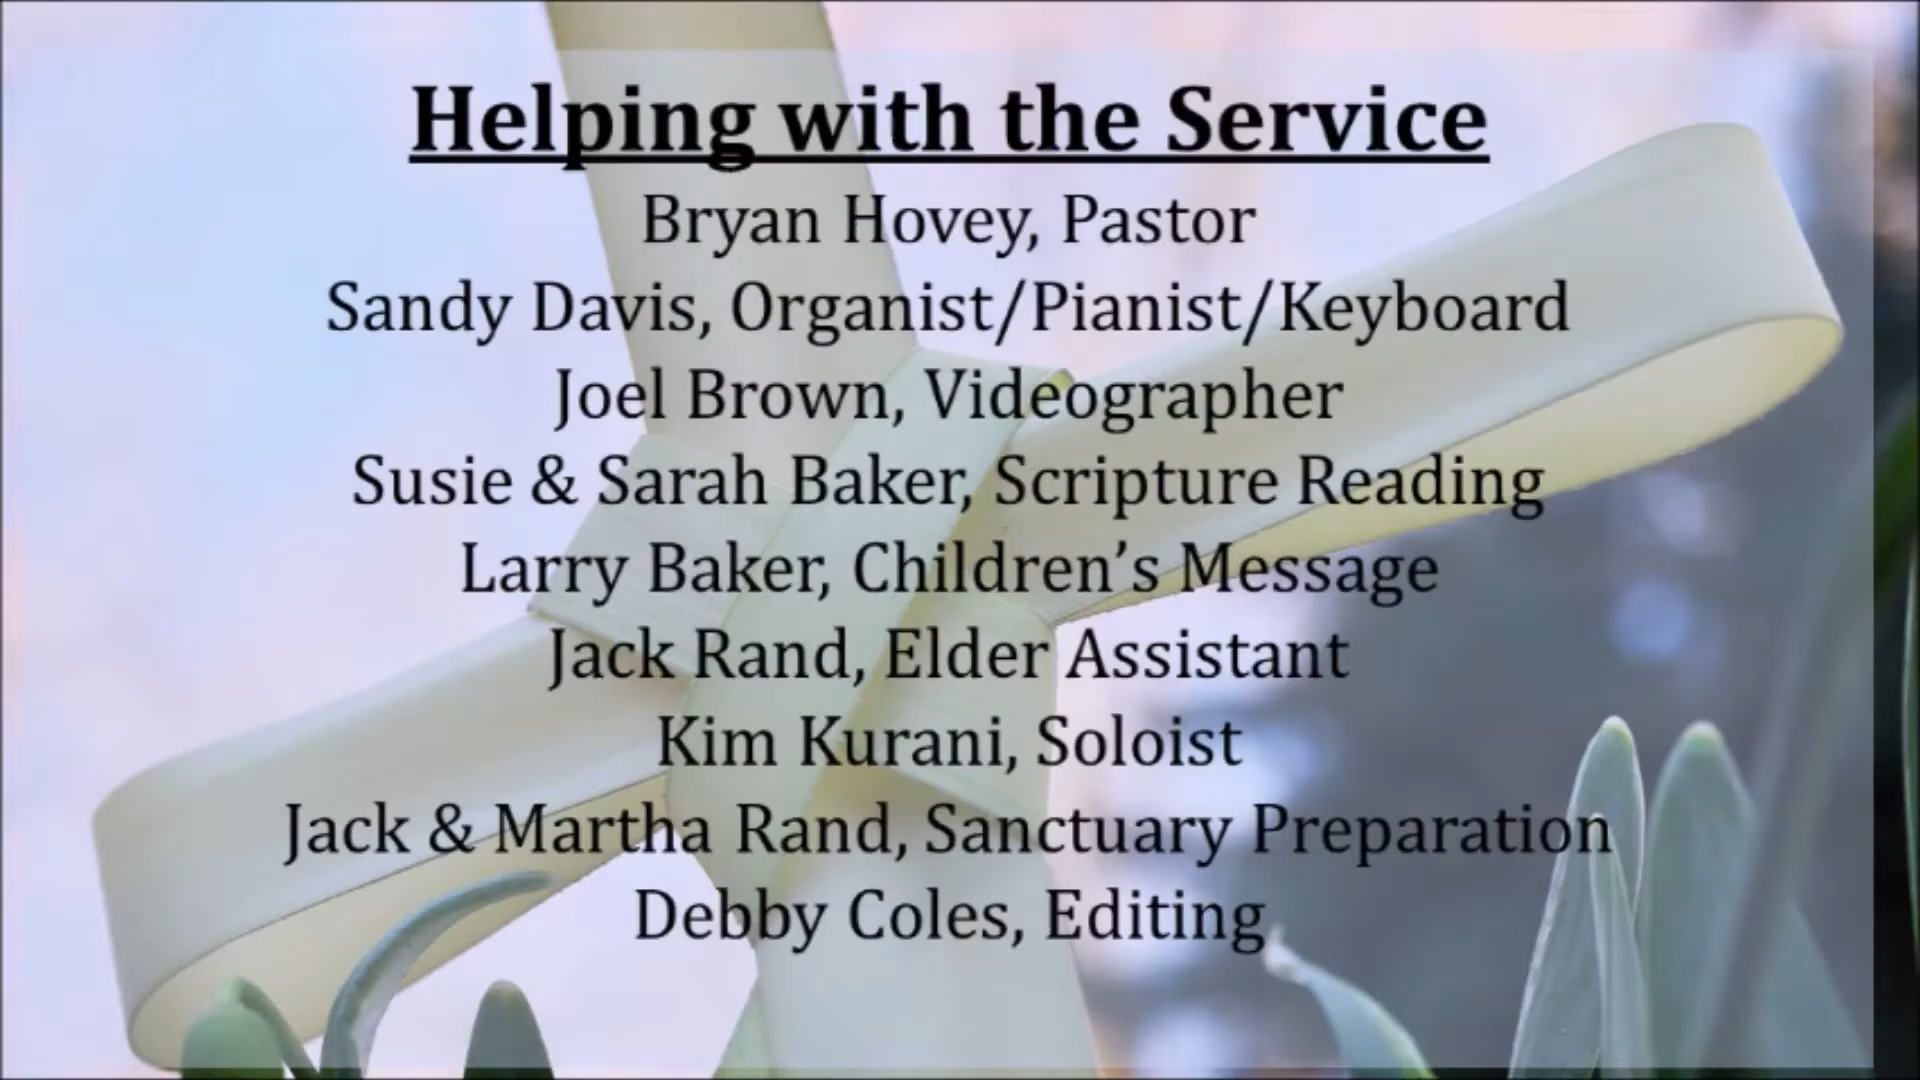 Helping with the Service
Bryan Hovey, Pastor
Sandy Davis, Organist/Pianist/Keyboard
Joel Brown, Videographer
Susie & Sarah Baker, Scripture Reading
Larry Baker, Children’s Message
Jack Rand, Elder Assistant
Kim Kurani, Soloist
Jack & Martha Rand, Sanctuary Preparation
Debby Coles, Editing